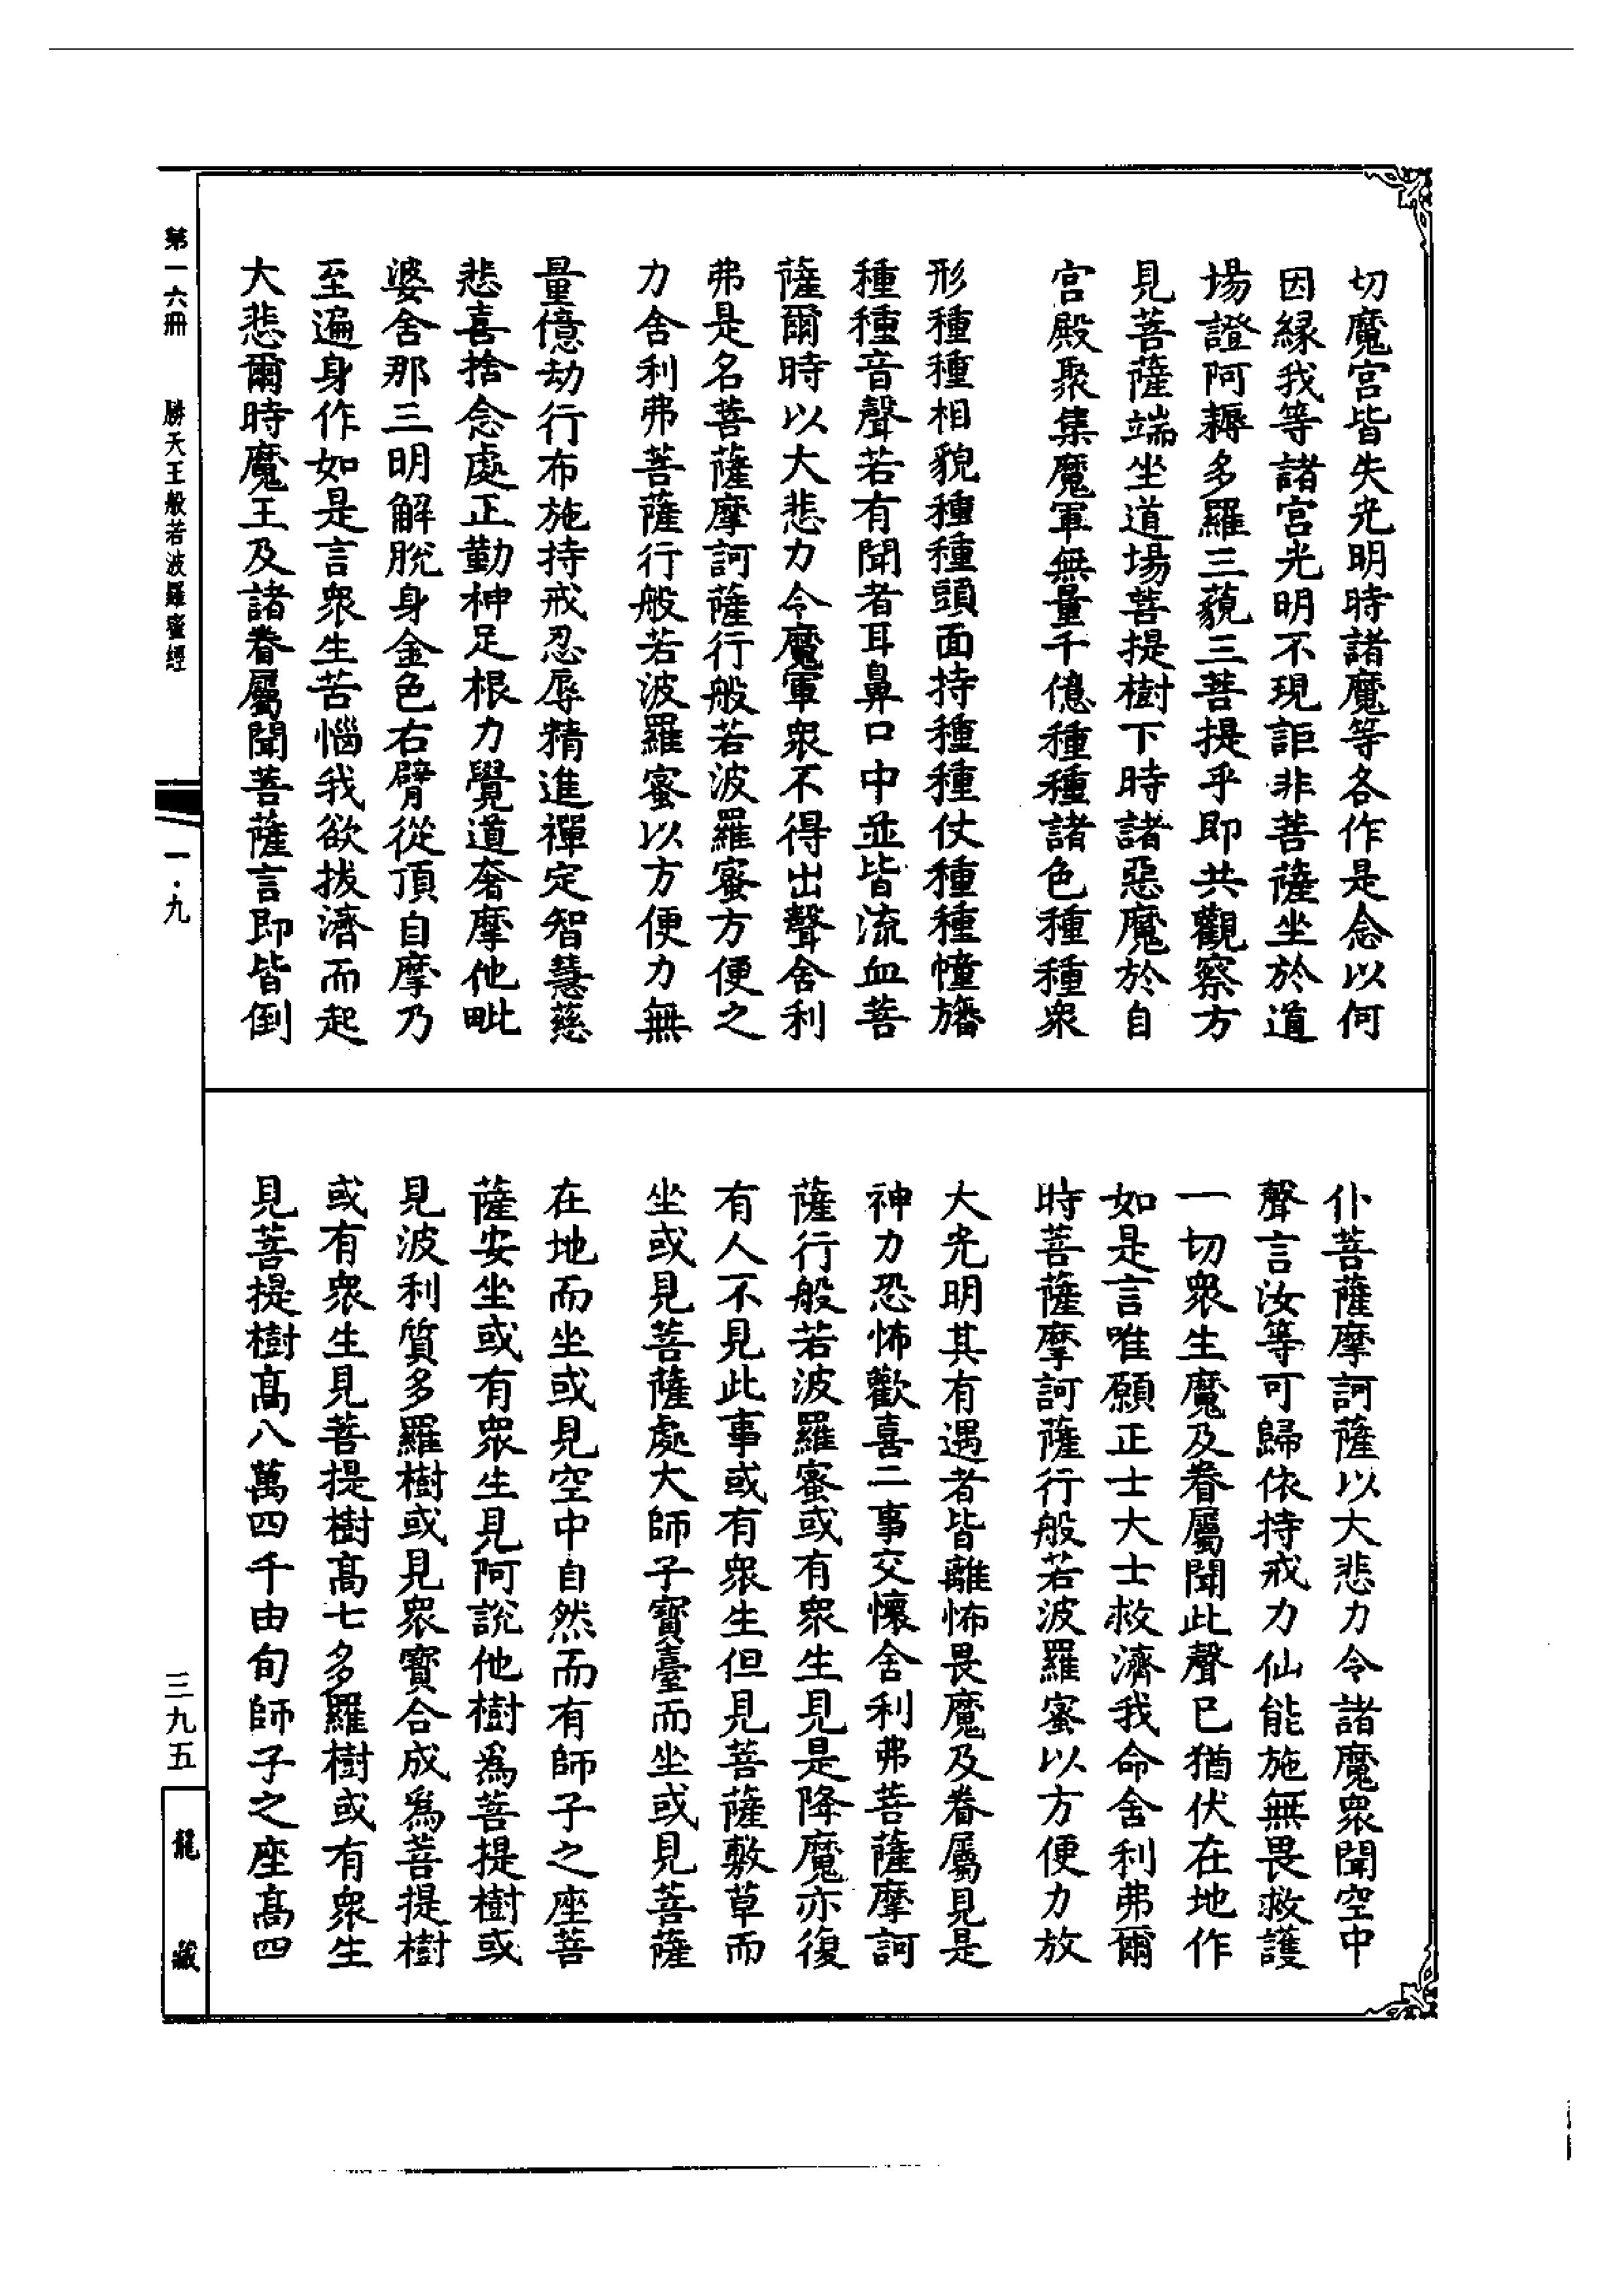 切魔宮皆失光明時諸魔等各作是念以何
因緣我等諸宮光明不現詎非菩薩坐於道
場證阿耨多羅三藐三菩提乎即共觀察方
見菩薩端坐道場菩提樹下時諸惡魔於自
宮殿聚集魔軍無量千億種種諸色種種衆
形種種相貌種種頭面持種種仗種種幢旛
種種音聲若有聞者耳鼻口中並皆流血菩
薩爾時以大悲力令魔軍衆不得出聲舍利
弗是名菩薩摩訶薩行般若波羅蜜方便之
力舍利弗菩薩行般若波羅蜜以方便力無
量億劫行布施持戒忍辱精進禪定智慧慈
悲喜捨念處正勤神足根力覺道奢摩他毗
婆舍那三明解脫身金色右臂從頂自摩乃
至遍身作如是言衆生苦惱我欲拔濟而起
大悲爾時魔王及諸眷屬聞菩薩言即皆倒
仆菩薩摩訶薩以大悲力令諸魔衆聞空中
聲言汝等可歸依持戒力仙能施無畏救護
一切衆生魔及眷屬聞此聲已猶伏在地作
如是言唯願正士大士救濟我命舍利弗爾
時菩薩摩訶薩行般若波羅蜜以方便力放
大光明其有遇者皆離怖畏魔及眷屬見是
神力恐怖歡喜二事交懷舍利弗菩薩摩訶
薩行般若波羅蜜或有衆生見是降魔亦復
有人不見此事或有衆生但見菩薩敷草而
坐或見菩薩處大師子寶臺而坐或見菩薩
在地而坐或見空中自然而有師子之座菩
薩安坐或有衆生見阿說他樹爲菩提樹或
見波利質多羅樹或見衆寶合成爲菩提樹
或有衆生見菩提樹高七多羅樹或有衆生
見菩提樹高八萬四千由旬師子之座高四
第一六冊 勝天王般若波羅蜜經 一·九 三九五
龍藏